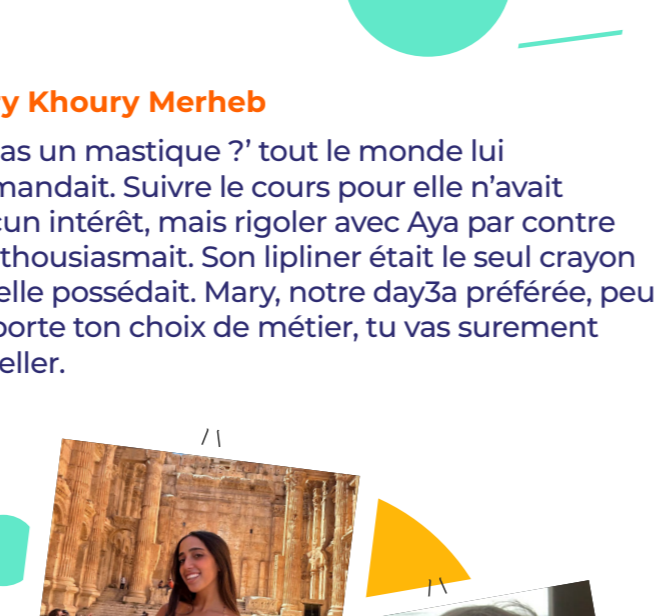 y Khoury Merheb
as un mastique ?’ tout le monde lui
mandait. Suivre le cours pour elle n’avait
cun intérêt, mais rigoler avec Aya par contre
thousiasmait. Son lipliner était le seul crayon
elle possédait. Mary, notre day3a préférée, peu
porte ton choix de métier, tu vas surement
eller.